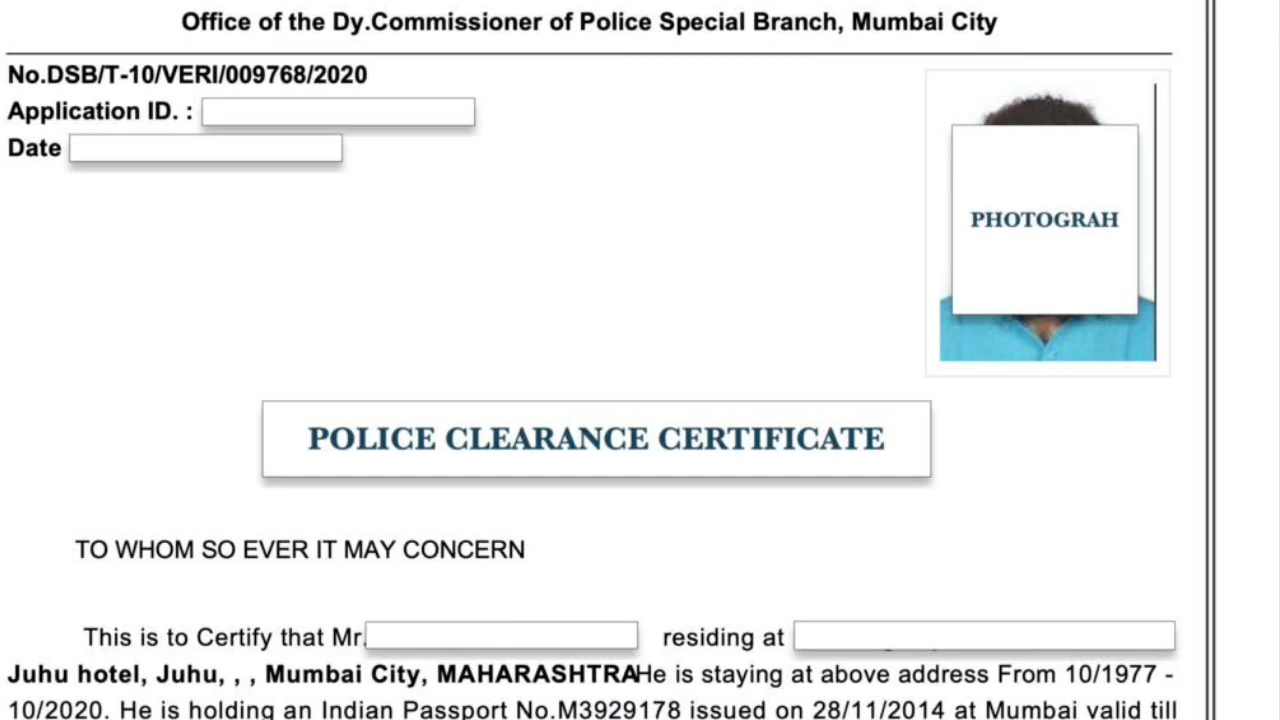 Office of the Dy.Commissioner of Police Special Branch, Mumbai City
No.DSB/T-10/VERI/009768/2020
Application ID. :
Date
PHOTOGRAH
POLICE CLEARANCE CERTIFICATE
TO WHOM SO EVER IT MAY CONCERN
This is to Certify that Mr. residing at
Juhu hotel, Juhu, , , Mumbai City, MAHARASHTRAHe is staying at above address From 10/1977 -
10/2020. He is holding an Indian Passport No.M3929178 issued on 28/11/2014 at Mumbai valid till